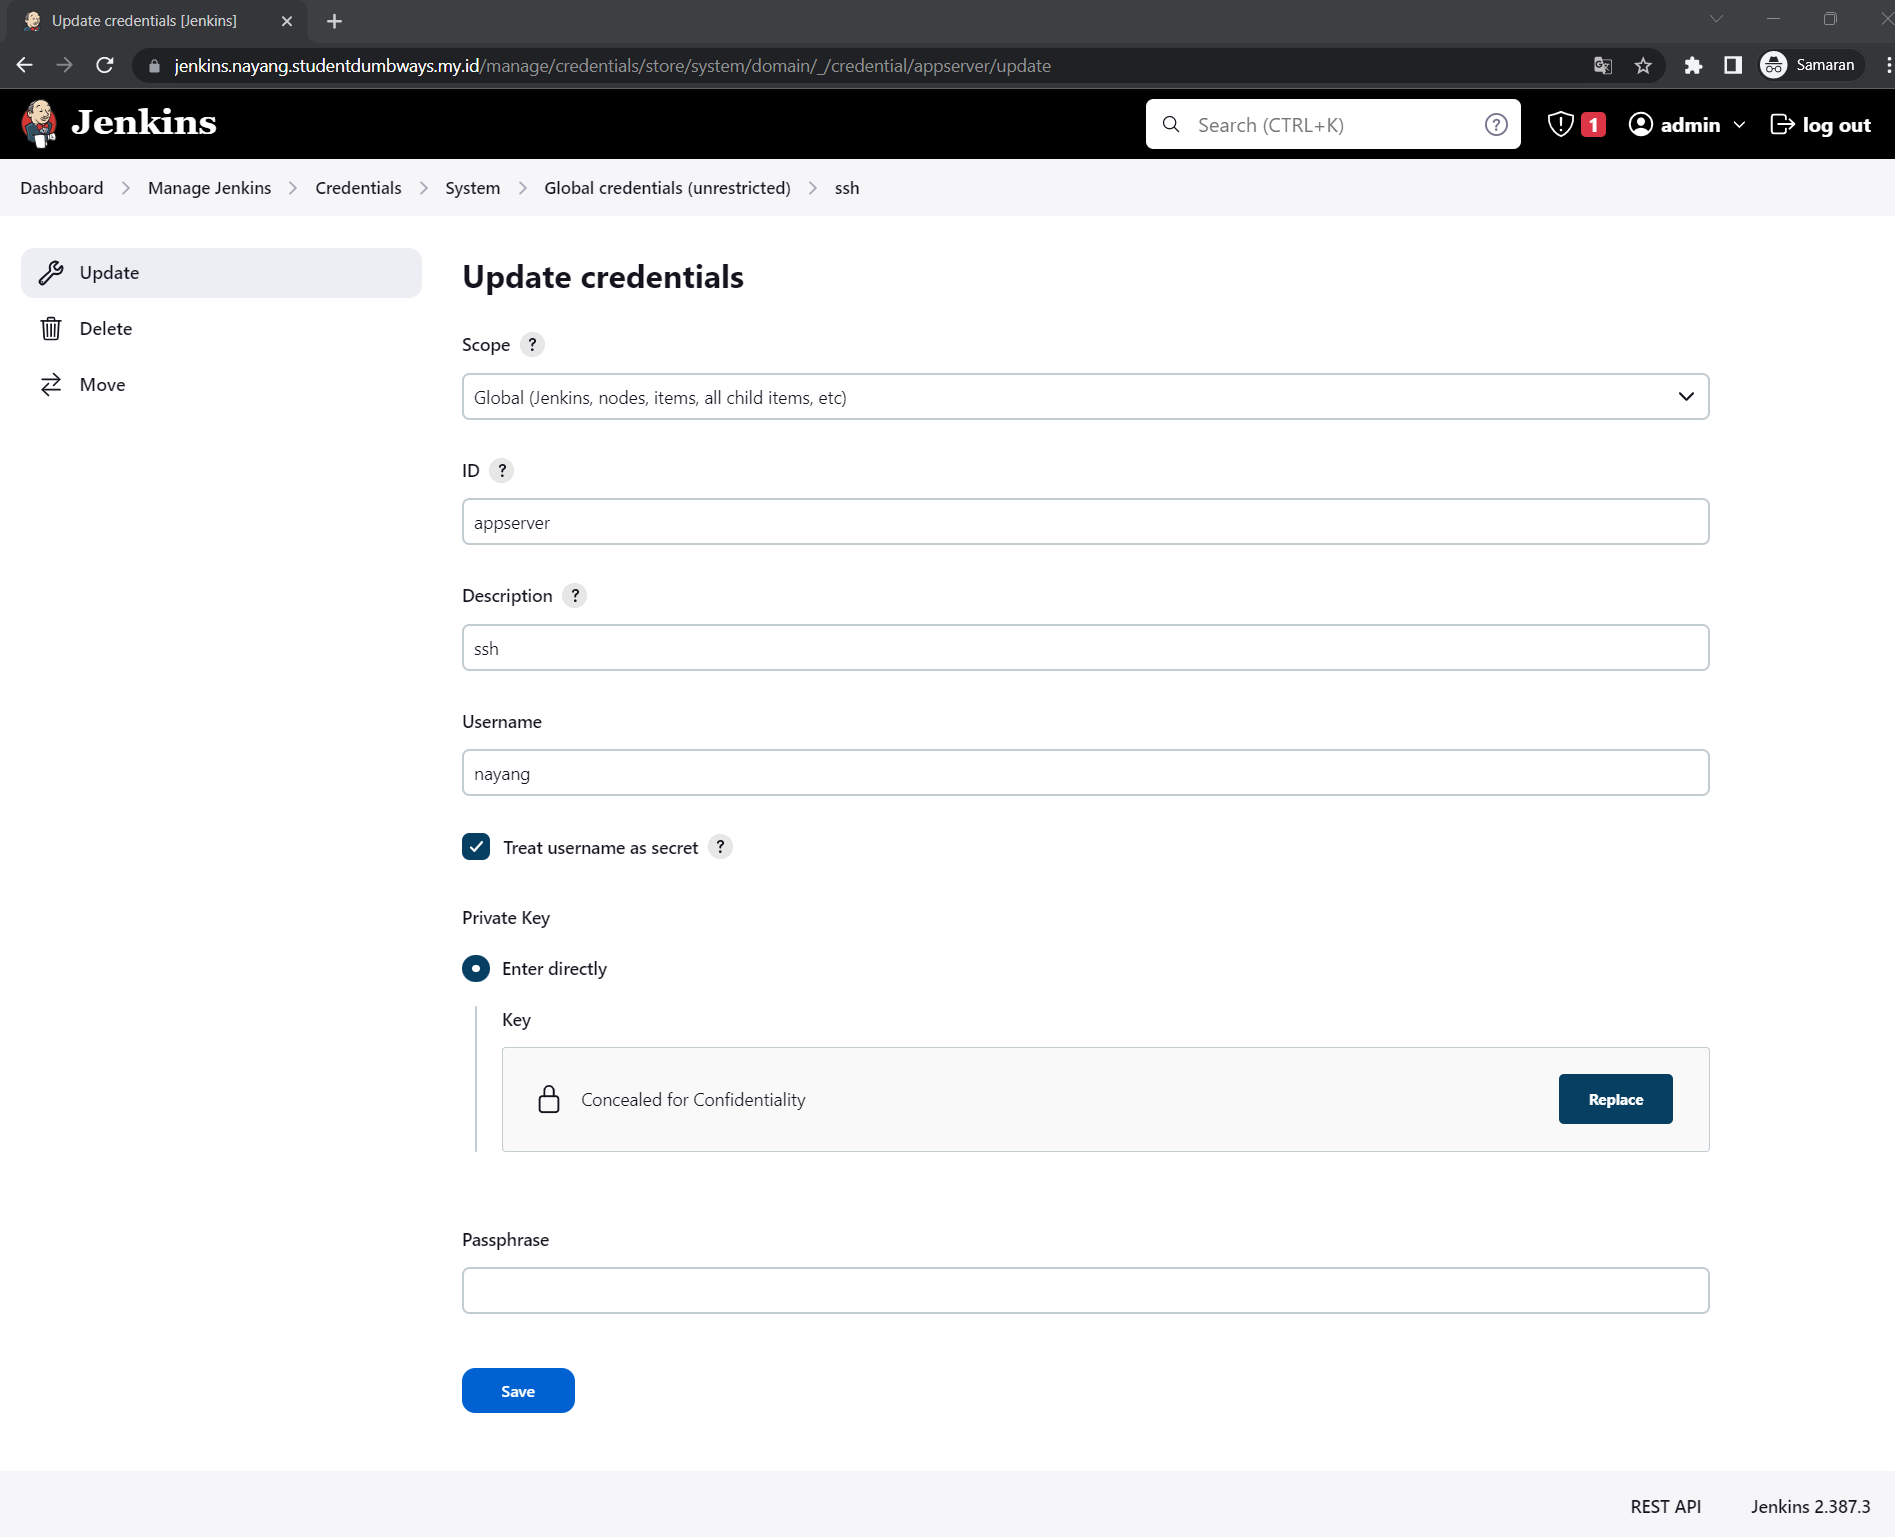 Update credentials [Jenkins]
jenkins.nayang.studentdumbways.my.id/manage/credentials/store/system/domain/_/credential/appserver/update
Samaran
Jenkins
Search (CTRL+K)
?
1
admin
log out
Dashboard > Manage Jenkins > Credentials > System > Global credentials (unrestricted) > ssh
Update
Delete
Move
Update credentials
Scope ?
Global (Jenkins, nodes, items, all child items, etc)
ID ?
appserver
Description ?
ssh
Username
nayang
Treat username as secret ?
Private Key
Enter directly
Key
Concealed for Confidentiality
Replace
Passphrase
Save
REST API
Jenkins 2.387.3